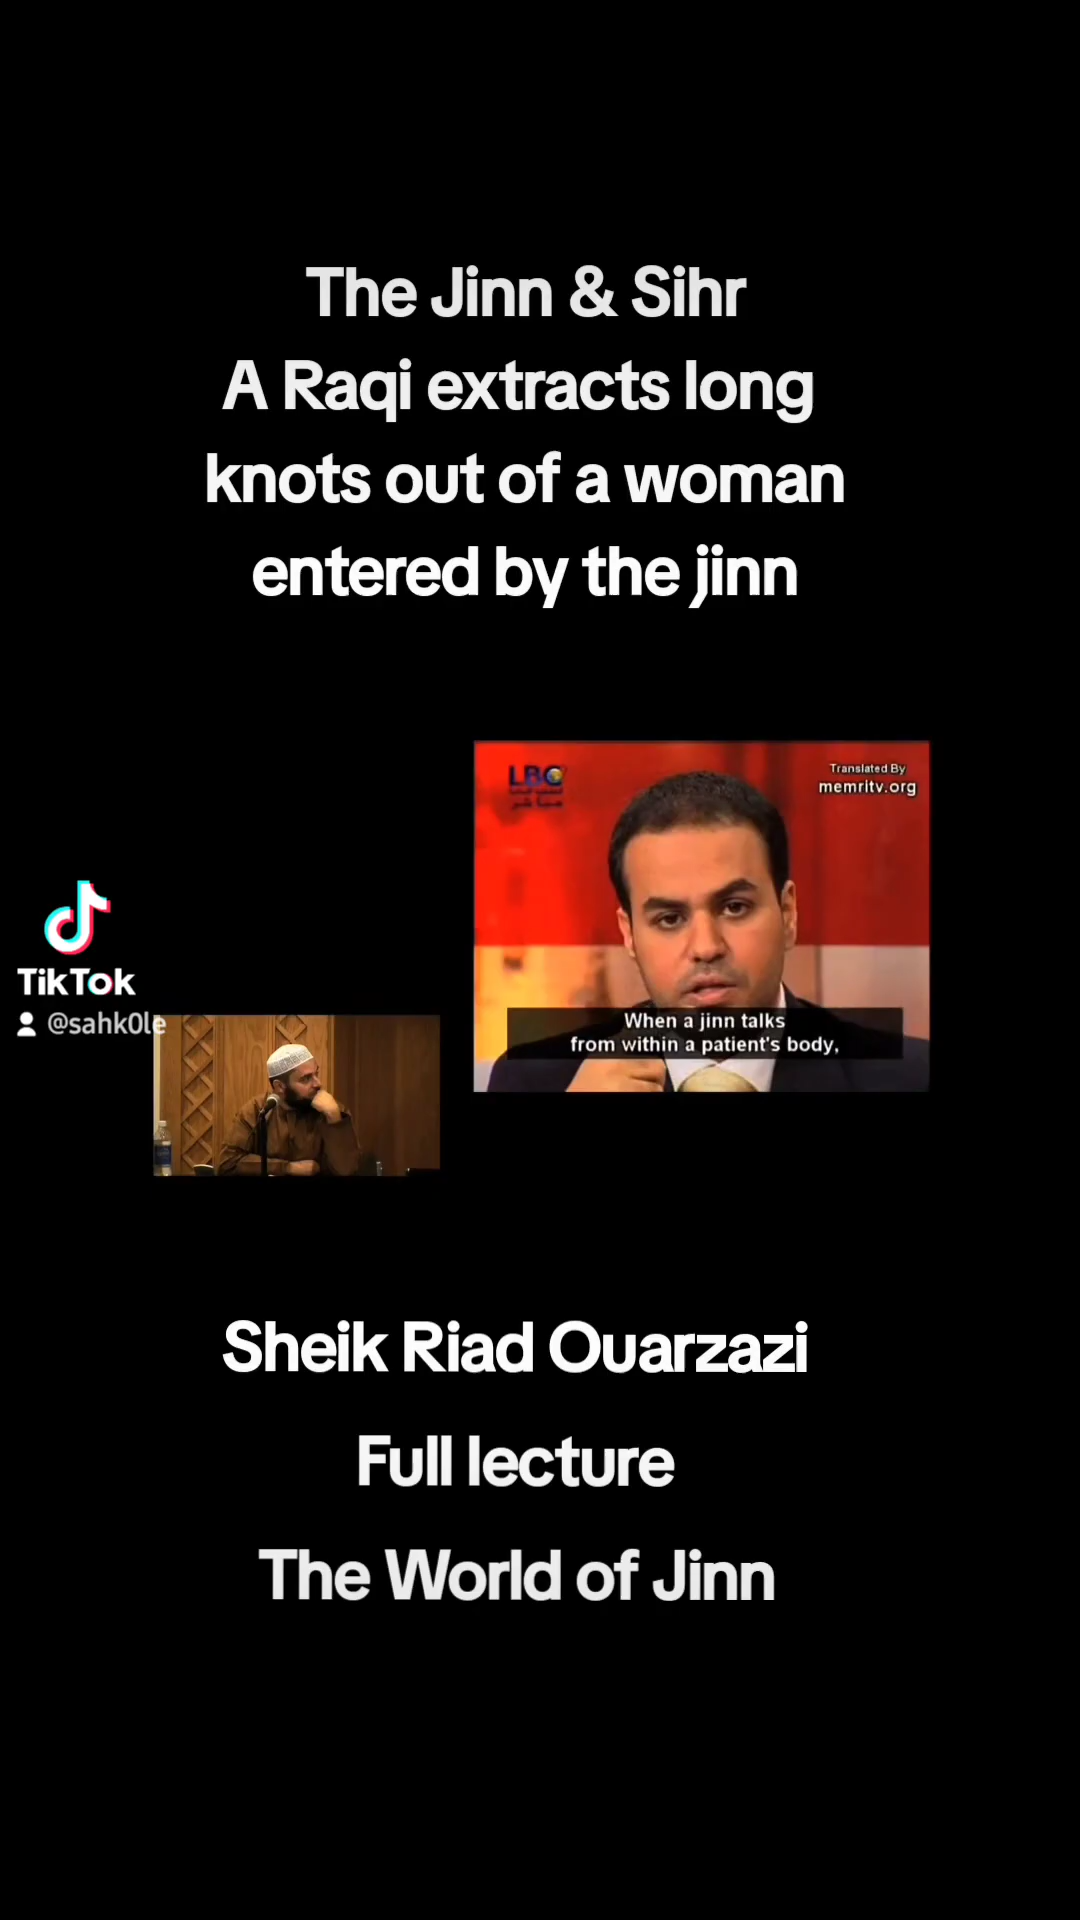 The Jinn & Sihr
A Raqi extracts long
knots out of a woman
entered by the jinn
LBC
Translated By
memritv.org
TikTok
@sahk0le
When a jinn talks
from within a patient's body,
Sheik Riad Ouarzazi
Full lecture
The World of Jinn